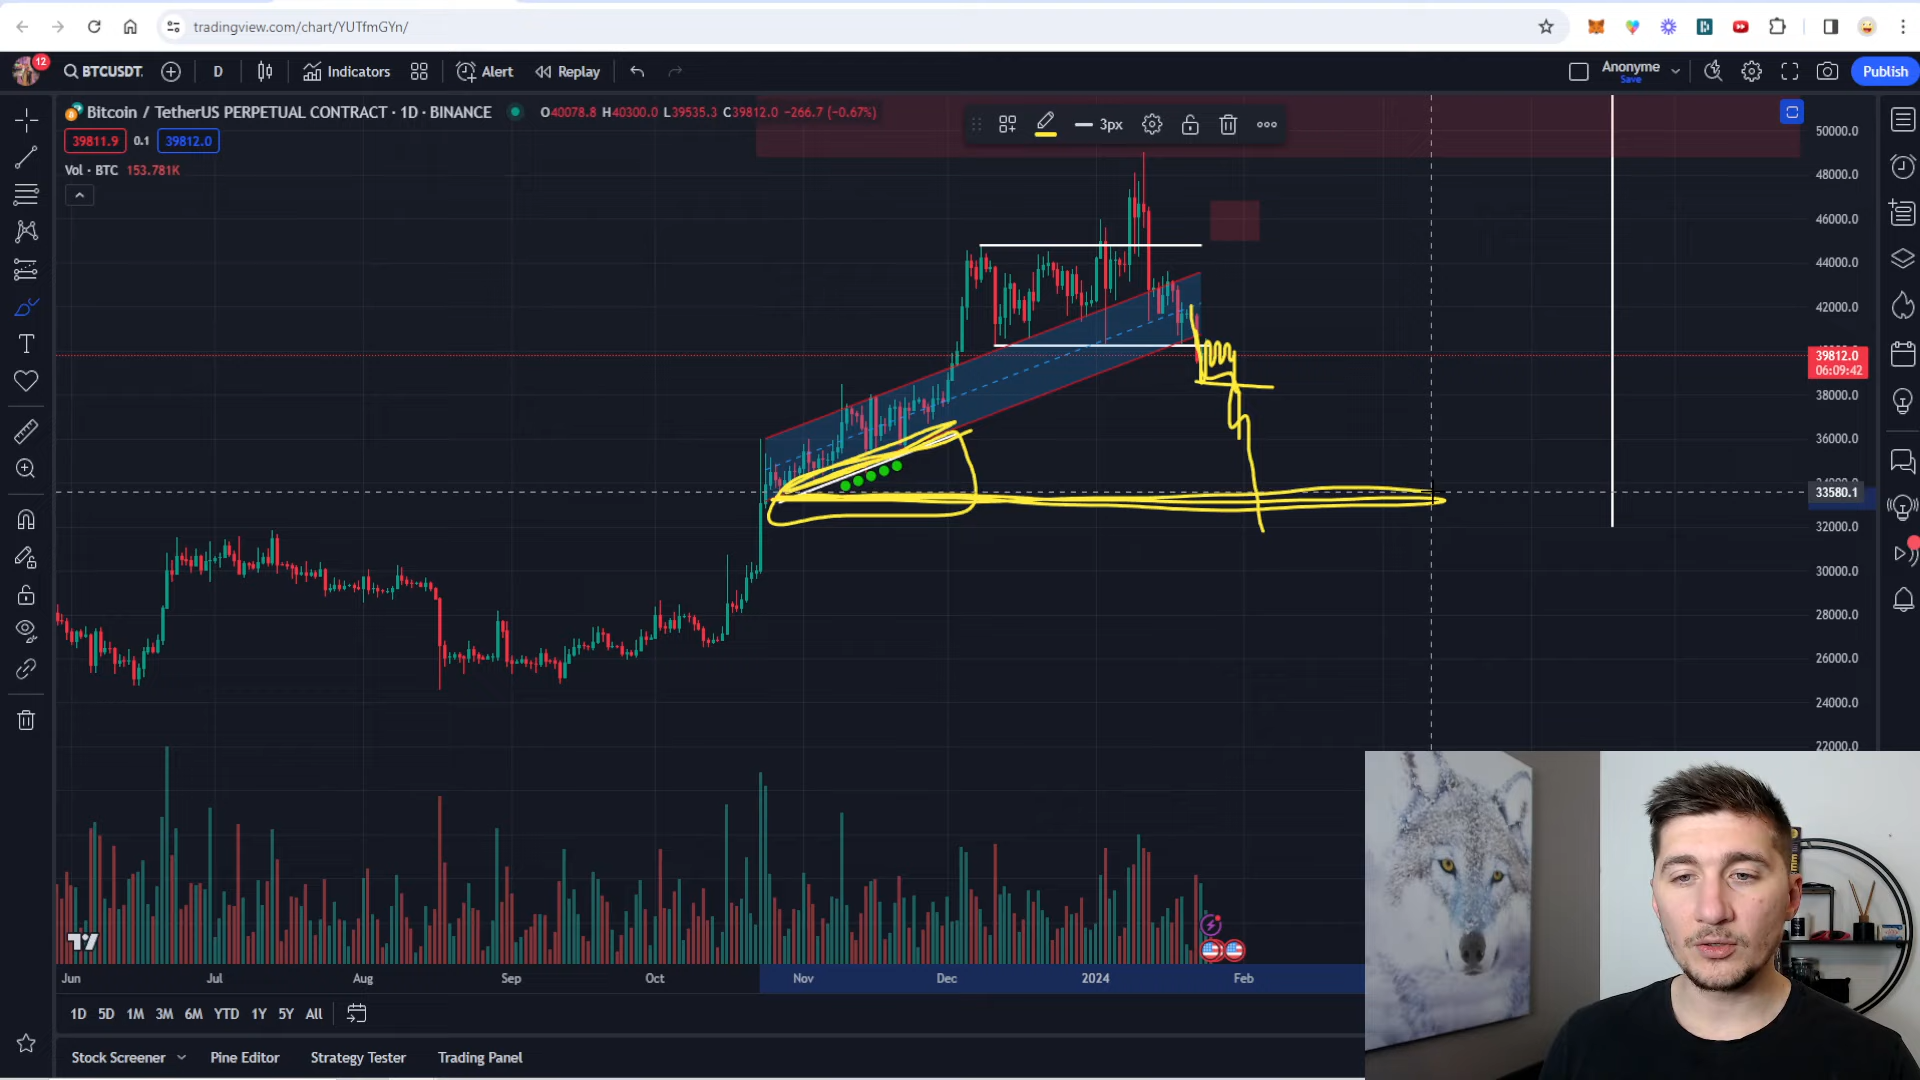 tradingview.com/chart/YUTfmGYn/
12
BTCUSDT.
D
Indicators
Alert
Replay
Anonyme
Save
Publish
Bitcoin / TetherUS PERPETUAL CONTRACT · 1D · BINANCE
O40078.8 H40300.0 L39535.3 C39812.0 −266.7 (−0.67%)
39811.9 0.1 39812.0
Vol · BTC 153.781K
3px
50000.0
48000.0
46000.0
44000.0
42000.0
39812.0
06:09:42
38000.0
36000.0
33580.1
32000.0
30000.0
28000.0
26000.0
24000.0
22000.0
Jun Jul Aug Sep Oct Nov Dec 2024 Feb
1D 5D 1M 3M 6M YTD 1Y 5Y All
Stock Screener Pine Editor Strategy Tester Trading Panel